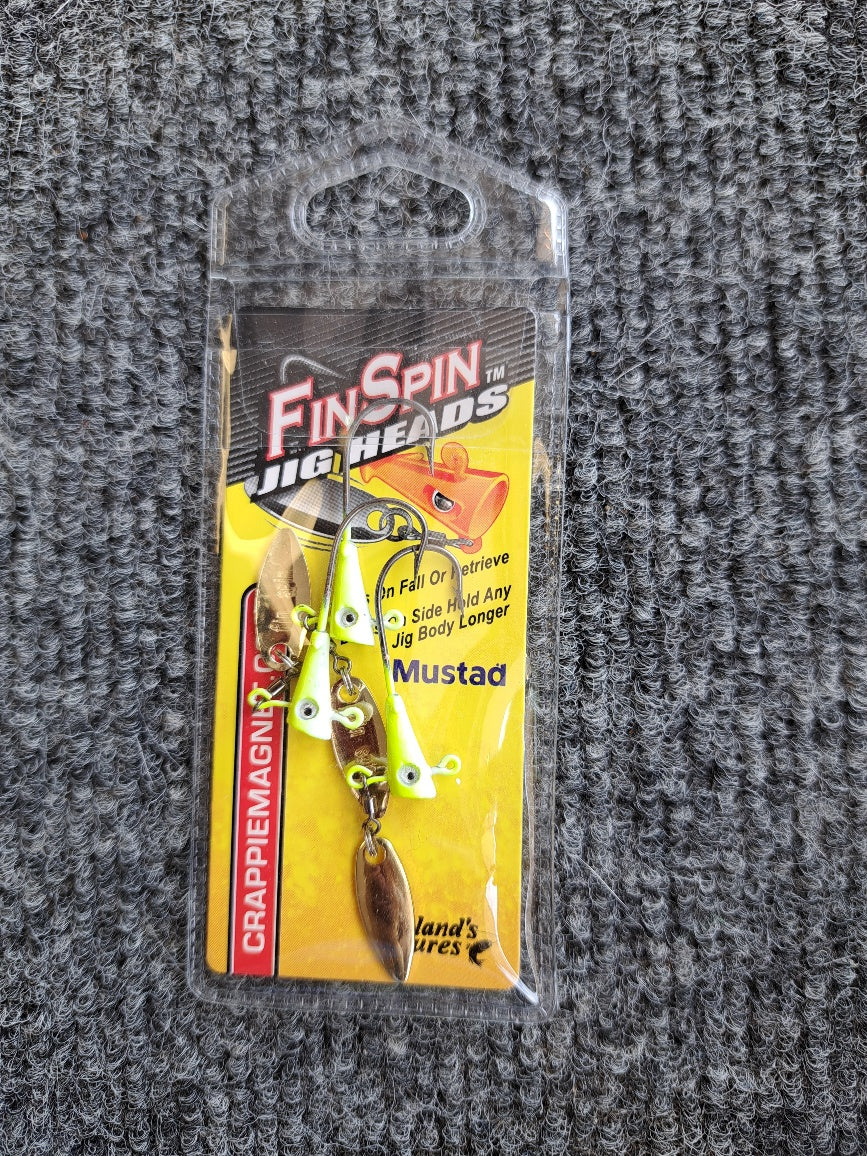 FINSPIN™
JIG HEADS
On Fall Or Retrieve
Side Hold Any
Jig Body Longer
Mustad
CRAPPIEMAGNET.